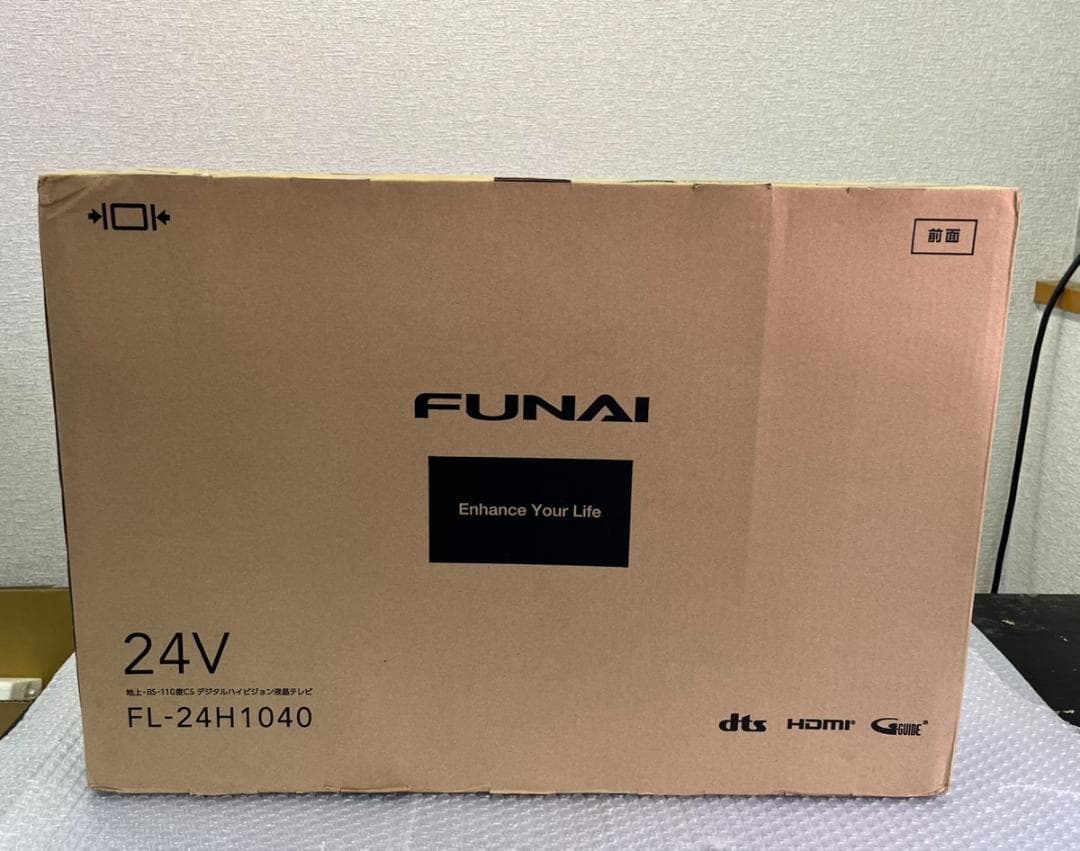 前面
FUNAI
Enhance Your Life
24V
地上・BS・110度CS デジタルハイビジョン液晶テレビ
FL-24H1040
dts HDMI® G GUIDE®